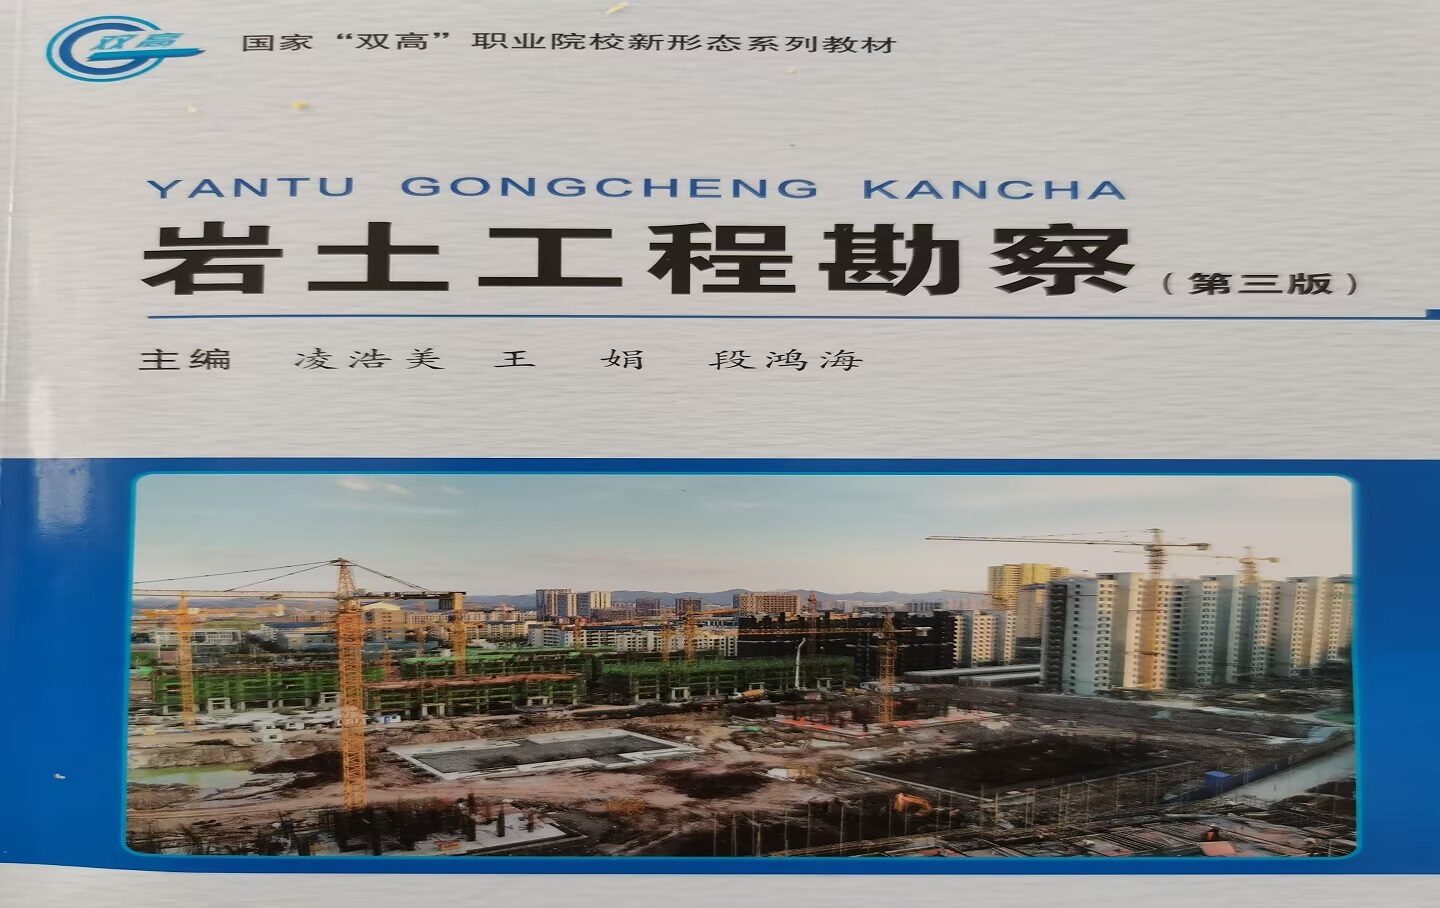 双高
国家“双高”职业院校新形态系列教材
YANTU GONGCHENG KANCHA
岩土工程勘察（第三版）
主编 凌浩美 王 娟 段鸿海